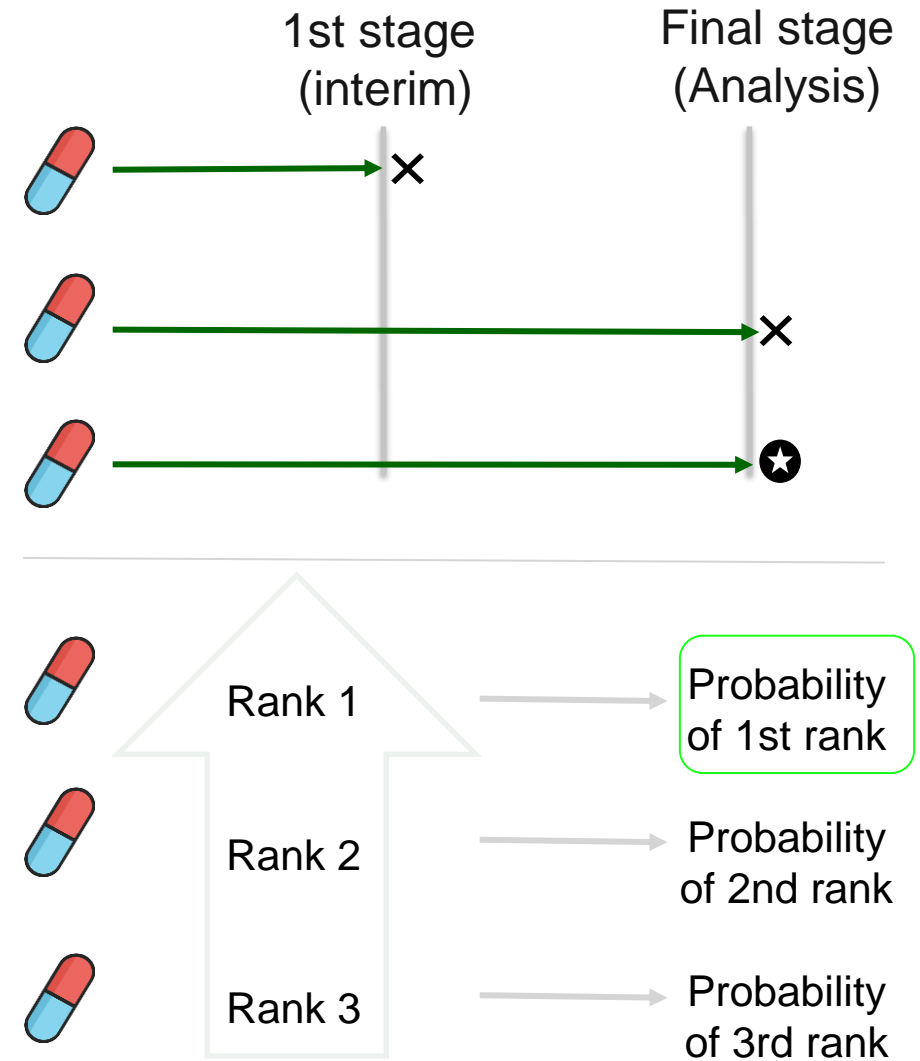 1st stage
(interim)
Final stage
(Analysis)
Rank 1
Probability
of 1st rank
Rank 2
Probability
of 2nd rank
Rank 3
Probability
of 3rd rank